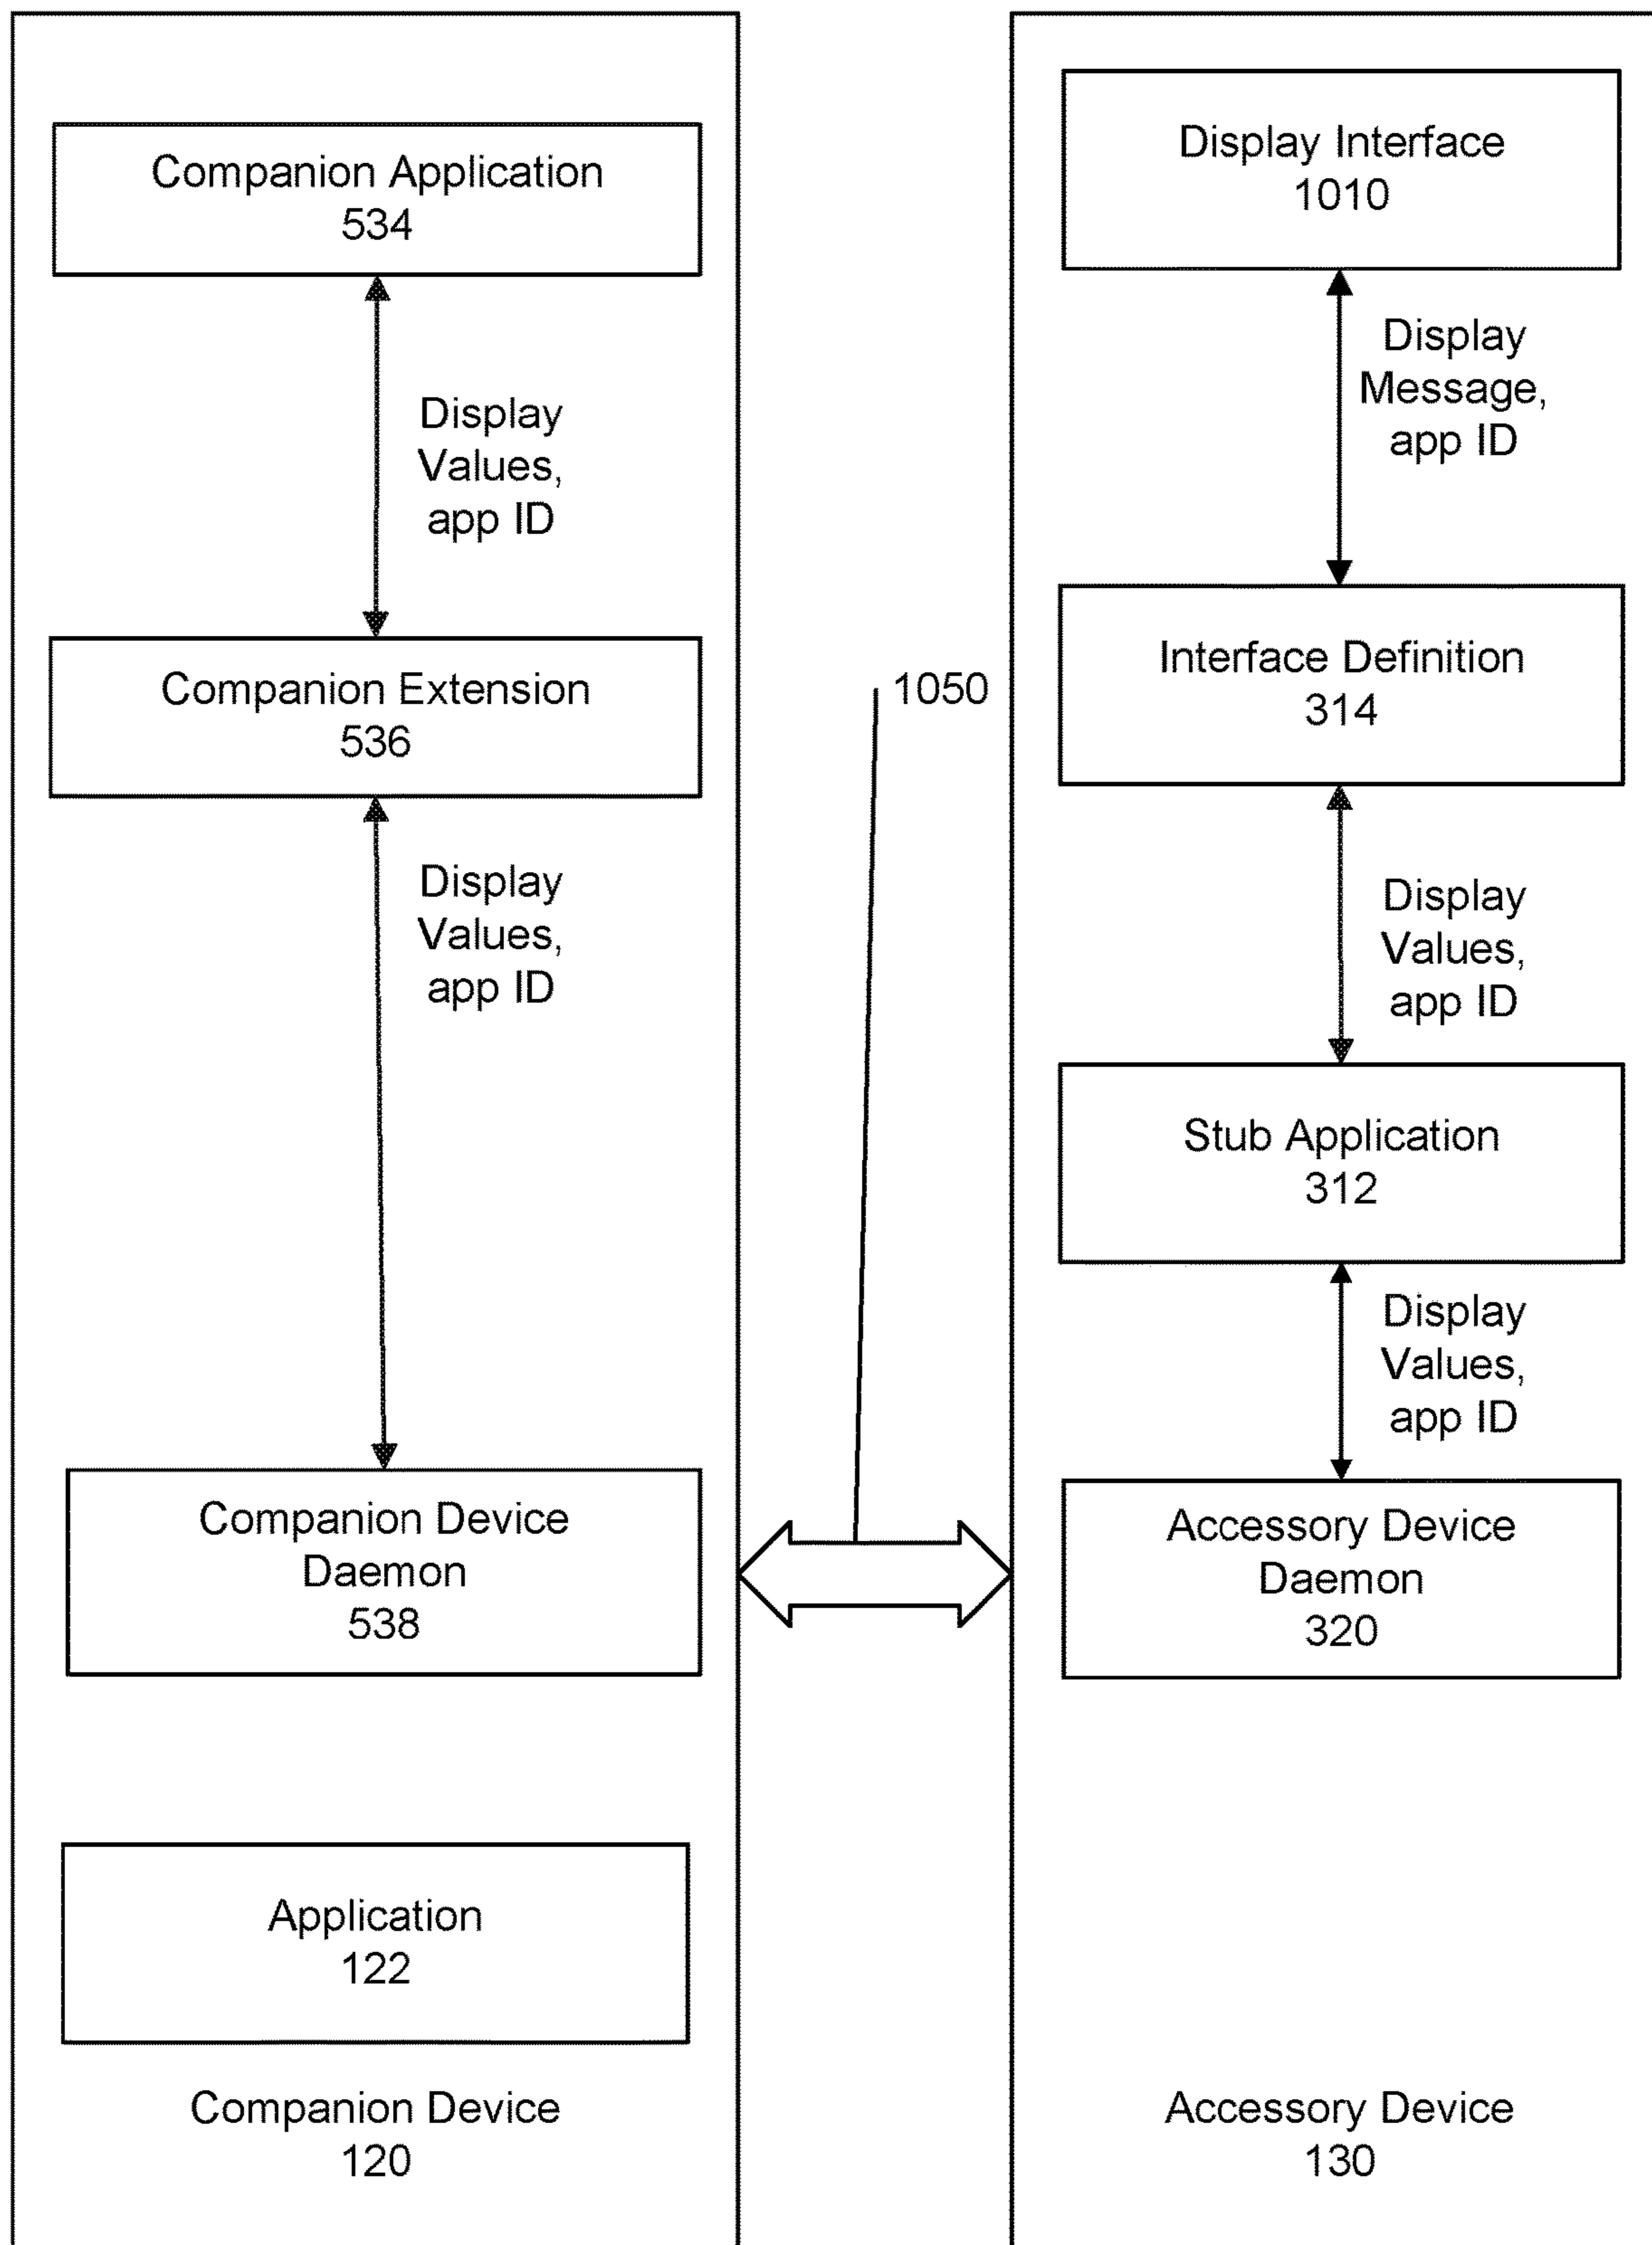 Companion Application
534
Display
Values,
app ID
Companion Extension
536
Display
Values,
app ID
Companion Device
Daemon
538
Application
122
Companion Device
120
1050
Display Interface
1010
Display
Message,
app ID
Interface Definition
314
Display
Values,
app ID
Stub Application
312
Display
Values,
app ID
Accessory Device
Daemon
320
Accessory Device
130